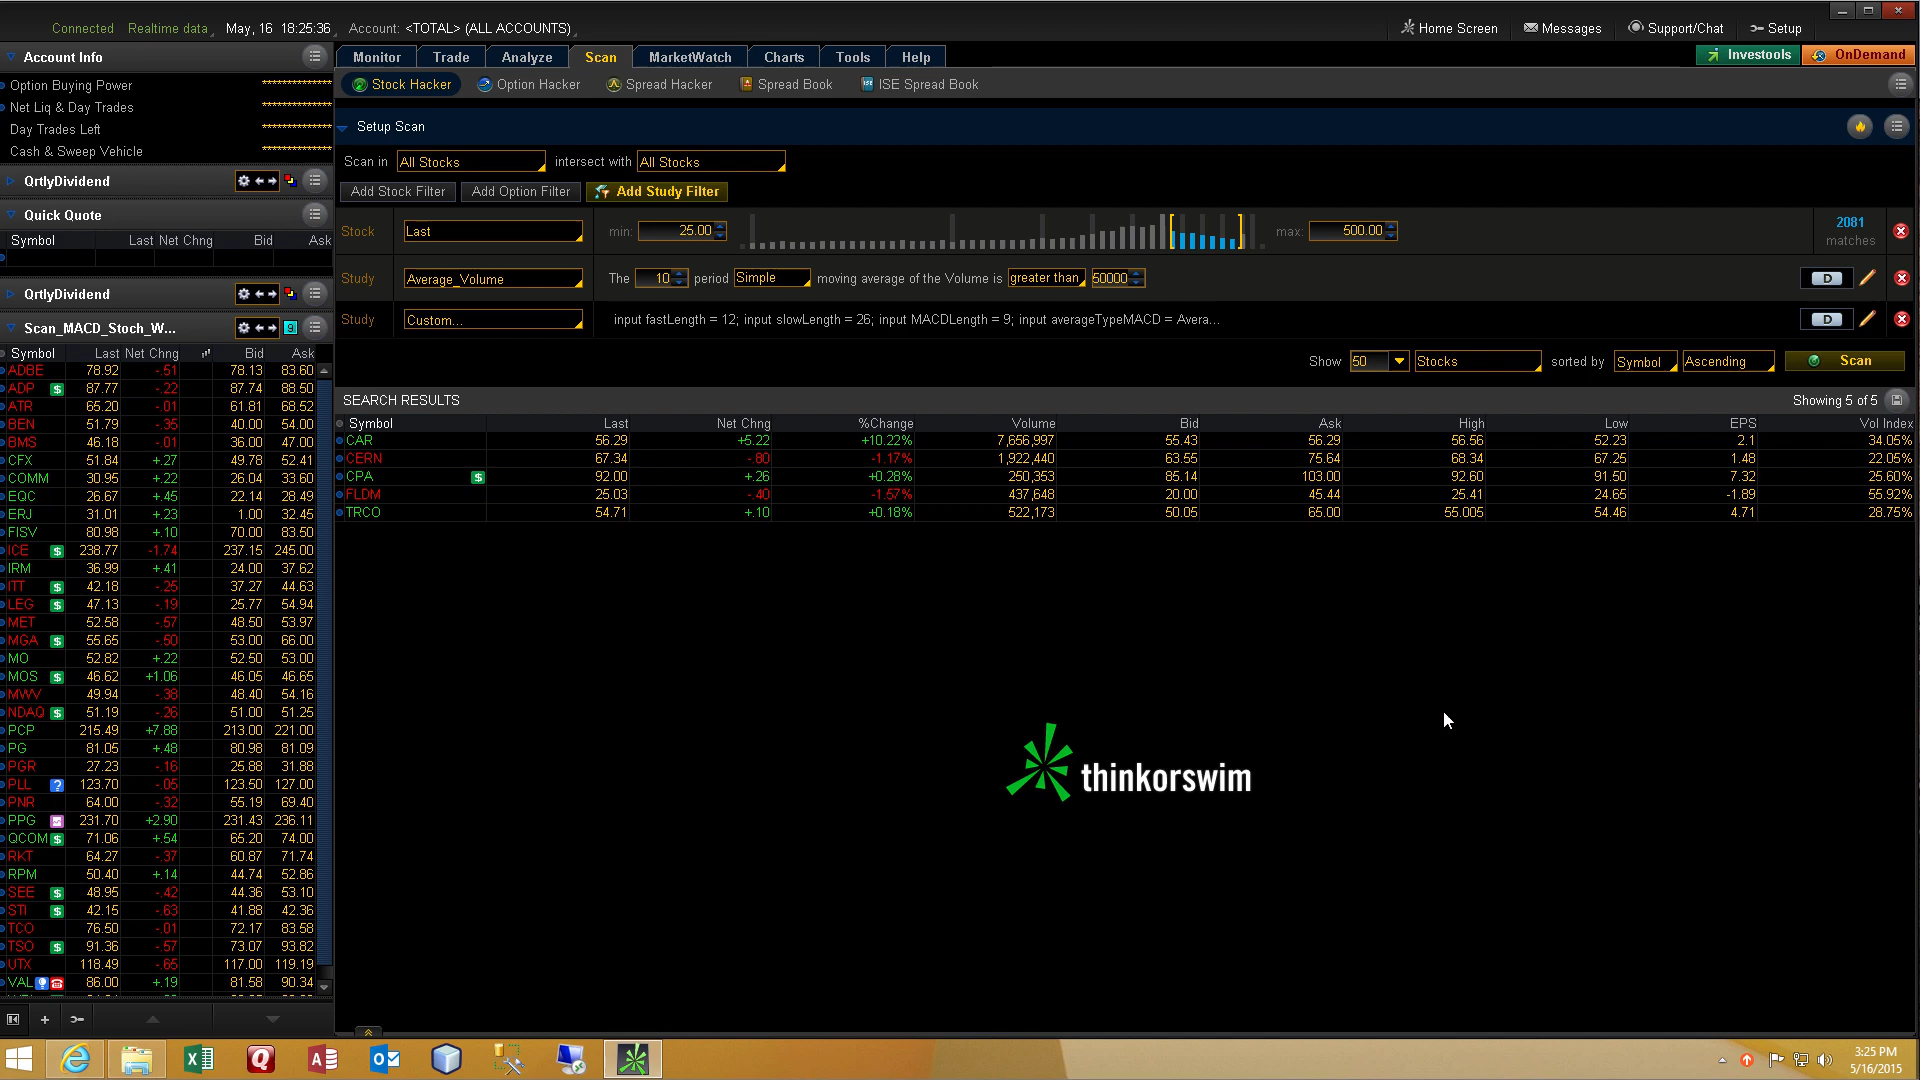 Connected Realtime data May, 16 18:25:36 Account: <TOTAL> (ALL ACCOUNTS) Home Screen Messages Support/Chat Setup
Account Info
Option Buying Power **************
Net Liq & Day Trades **************
Day Trades Left **************
Cash & Sweep Vehicle **************
QrtlyDividend
Quick Quote
Symbol Last Net Chng Bid Ask
QrtlyDividend
Scan_MACD_Stoch_W... 9
Symbol Last Net Chng Bid Ask
ADBE 78.92 -.51 78.13 83.60
ADP $ 87.77 -.22 87.74 88.50
ATR 65.20 -.01 61.81 68.52
BEN 51.79 -.35 40.00 54.00
BMS 46.18 -.01 36.00 47.00
CFX 51.84 +.27 49.78 52.41
COMM 30.95 +.22 26.04 33.60
EQC 26.67 +.45 22.14 28.49
ERJ 31.01 +.23 1.00 32.45
FISV 80.98 +.10 70.00 83.50
ICE $ 238.77 -1.74 237.15 245.00
IRM 36.99 +.41 24.00 37.62
ITT $ 42.18 -.25 37.27 44.63
LEG $ 47.13 -.19 25.77 54.94
MET 52.58 -.57 48.50 53.97
MGA $ 55.65 -.50 53.00 66.00
MO 52.82 +.22 52.50 53.00
MOS $ 46.62 +1.06 46.05 46.65
MWV 49.94 -.38 48.40 54.16
NDAQ $ 51.19 -.26 51.00 51.25
PCP 215.49 +7.88 213.00 221.00
PG 81.05 +.48 80.98 81.09
PGR 27.23 -.16 25.88 31.88
PLL ? 123.70 -.05 123.50 127.00
PNR 64.00 -.32 55.19 69.40
PPG 231.70 +2.90 231.43 236.11
QCOM $ 71.06 +.54 65.20 74.00
RKT 64.27 -.37 60.87 71.74
RPM 50.40 +.14 44.74 52.86
SEE $ 48.95 -.42 44.36 53.10
STI $ 42.15 -.63 41.88 42.36
TCO 76.50 -.01 72.17 83.58
TSO $ 91.36 -.57 73.07 93.82
UTX 118.49 -.65 117.00 119.19
VAL 86.00 +.19 81.58 90.34
Monitor Trade Analyze Scan MarketWatch Charts Tools Help Investools OnDemand
Stock Hacker Option Hacker Spread Hacker Spread Book ISE Spread Book
Setup Scan
Scan in All Stocks intersect with All Stocks
Add Stock Filter Add Option Filter Add Study Filter
Stock Last min: 25.00 max: 500.00 2081 matches
Study Average_Volume The 10 period Simple moving average of the Volume is greater than 50000 D
Study Custom... input fastLength = 12; input slowLength = 26; input MACDLength = 9; input averageTypeMACD = Avera... D
Show 50 Stocks sorted by Symbol Ascending Scan
SEARCH RESULTS Showing 5 of 5
Symbol Last Net Chng %Change Volume Bid Ask High Low EPS Vol Index
CAR 56.29 +5.22 +10.22% 7,656,997 55.43 56.29 56.56 52.23 2.1 34.05%
CERN 67.34 -.80 -1.17% 1,922,440 63.55 75.64 68.34 67.25 1.48 22.05%
CPA $ 92.00 +.26 +0.28% 250,353 85.14 103.00 92.60 91.50 7.32 25.60%
FLDM 25.03 -.40 -1.57% 437,648 20.00 45.44 25.41 24.65 -1.89 55.92%
TRCO 54.71 +.10 +0.18% 522,173 50.05 65.00 55.005 54.46 4.71 28.75%
thinkorswim
3:25 PM
5/16/2015